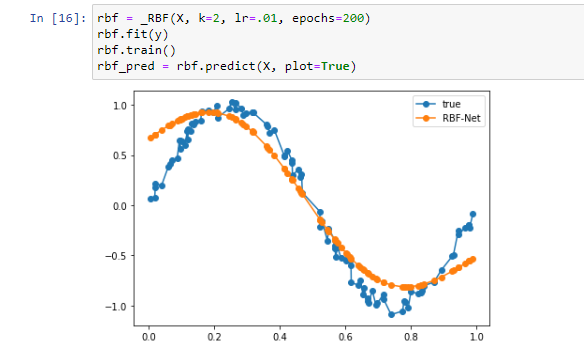 In [16]: rbf = _RBF(X, k=2, lr=.01, epochs=200)
rbf.fit(y)
rbf.train()
rbf_pred = rbf.predict(X, plot=True)
true
RBF-Net
1.0
0.5
0.0
−0.5
−1.0
0.0 0.2 0.4 0.6 0.8 1.0